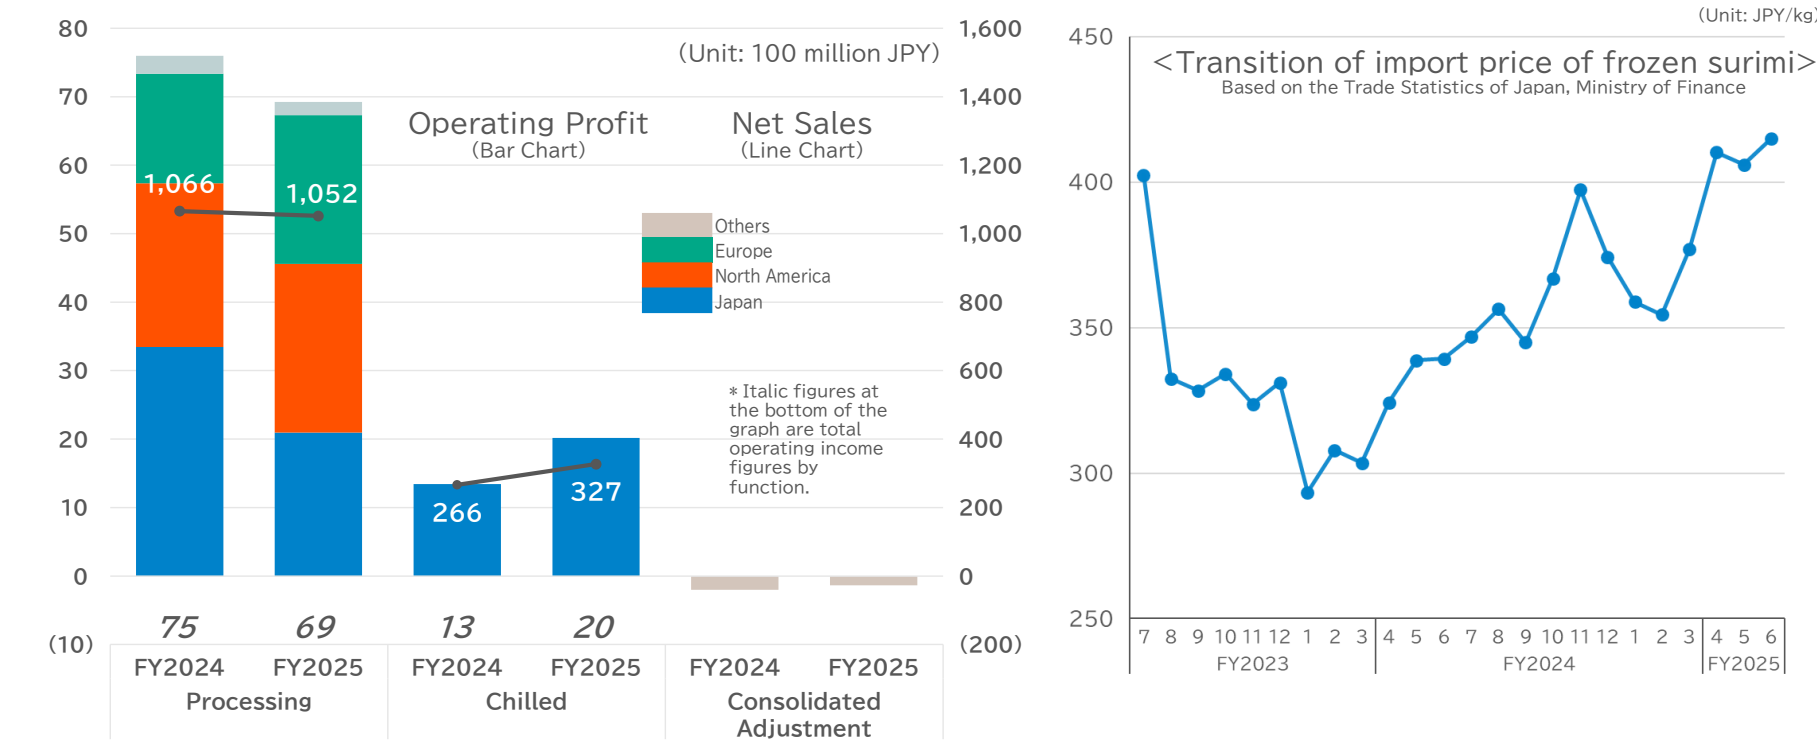 (Unit: 100 million JPY)
Operating Profit
(Bar Chart)
Net Sales
(Line Chart)
80
70
60
50
40
30
20
10
0
(10)
1,600
1,400
1,200
1,000
800
600
400
200
0
(200)
1,066
1,052
266
327
Others
Europe
North America
Japan
* Italic figures at
the bottom of the
graph are total
operating income
figures by
function.
75 69 13 20
FY2024 FY2025 FY2024 FY2025 FY2024 FY2025
Processing Chilled Consolidated
Adjustment
(Unit: JPY/kg)
<Transition of import price of frozen surimi>
Based on the Trade Statistics of Japan, Ministry of Finance
450
400
350
300
250
7 8 9 10 11 12 1 2 3 4 5 6 7 8 9 10 11 12 1 2 3 4 5 6
FY2023 FY2024 FY2025